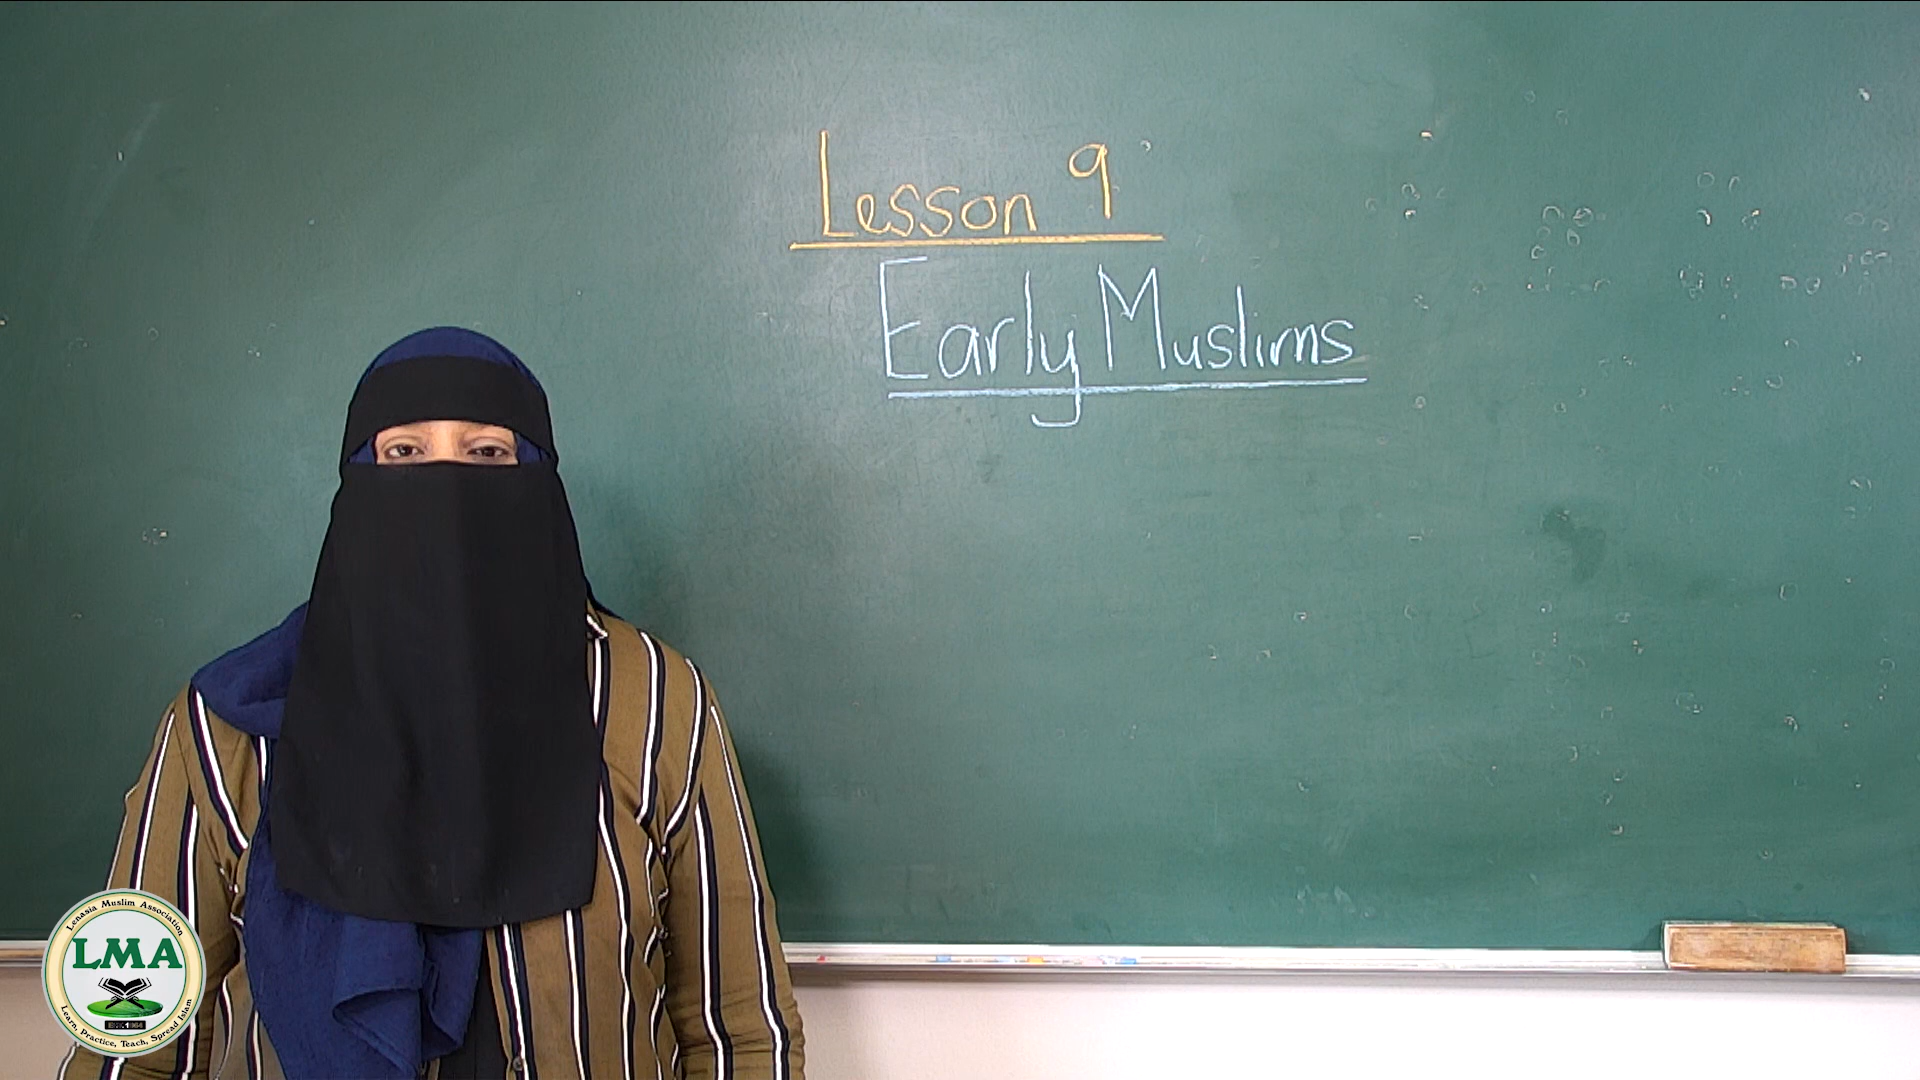 Lesson 9
Early Muslims
Lenasia Muslim Association
LMA
Learn, Practice, Teach, Spread Islam